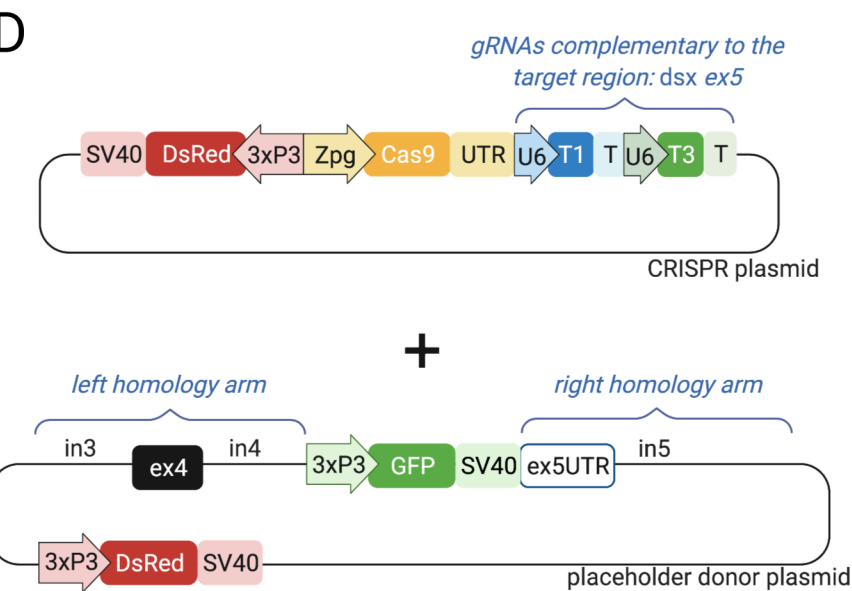 D
gRNAs complementary to the
target region: dsx ex5
SV40 DsRed 3xP3 Zpg Cas9 UTR U6 T1 T U6 T3 T
CRISPR plasmid
+
left homology arm right homology arm
in3 ex4 in4 3xP3 GFP SV40 ex5UTR in5
3xP3 DsRed SV40
placeholder donor plasmid